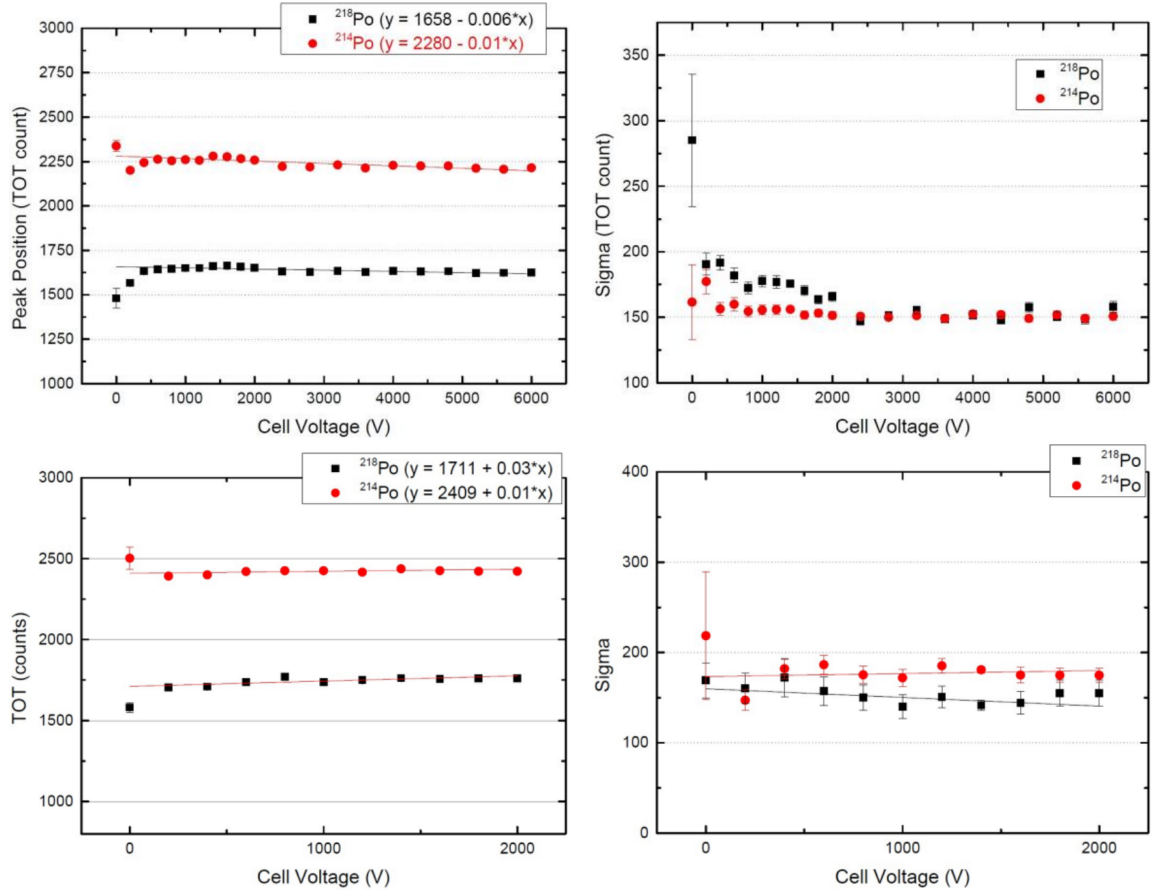 ²¹⁸Po (y = 1658 - 0.006*x)
²¹⁴Po (y = 2280 - 0.01*x)
3000
2750
2500
2250
2000
1750
1500
1250
1000
Peak Position (TOT count)
0 1000 2000 3000 4000 5000 6000
Cell Voltage (V)
²¹⁸Po
²¹⁴Po
350
300
250
200
150
100
Sigma (TOT count)
0 1000 2000 3000 4000 5000 6000
Cell Voltage (V)
²¹⁸Po (y = 1711 + 0.03*x)
²¹⁴Po (y = 2409 + 0.01*x)
3000
2500
2000
1500
1000
TOT (counts)
0 1000 2000
Cell Voltage (V)
²¹⁸Po
²¹⁴Po
400
300
200
100
0
Sigma
0 1000 2000
Cell Voltage (V)